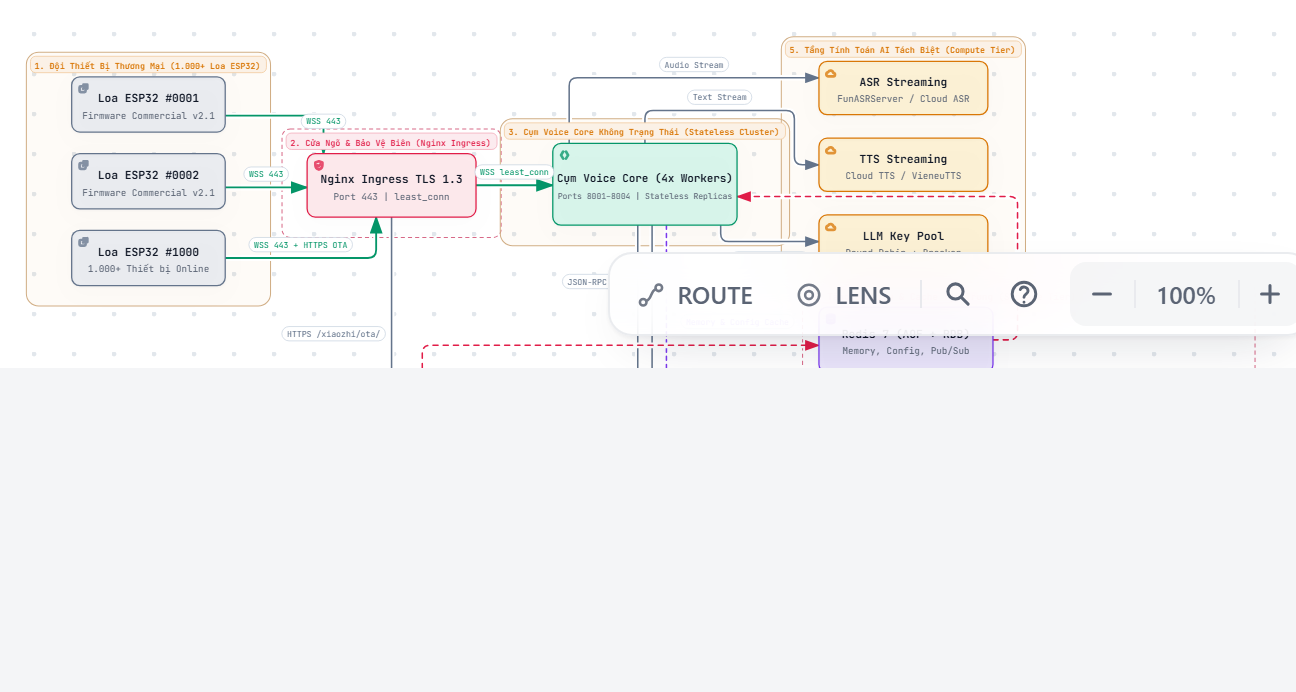 1. Đội Thiết Bị Thương Mại (1.000+ Loa ESP32)
Loa ESP32 #0001
Firmware Commercial v2.1
Loa ESP32 #0002
Firmware Commercial v2.1
Loa ESP32 #1000
1.000+ Thiết bị Online
WSS 443
WSS 443
WSS 443 + HTTPS OTA
HTTPS /xiaozhi/ota/
2. Cửa Ngõ & Bảo Vệ Biên (Nginx Ingress)
Nginx Ingress TLS 1.3
Port 443 | least_conn
WSS least_conn
3. Cụm Voice Core Không Trạng Thái (Stateless Cluster)
Cụm Voice Core (4x Workers)
Ports 8001-8004 | Stateless Replicas
Audio Stream
Text Stream
JSON-RPC
5. Tầng Tính Toán AI Tách Biệt (Compute Tier)
ASR Streaming
FunASRServer / Cloud ASR
TTS Streaming
Cloud TTS / VieneuTTS
LLM Key Pool
ROUTE
LENS
100%
Memory, Config, Pub/Sub